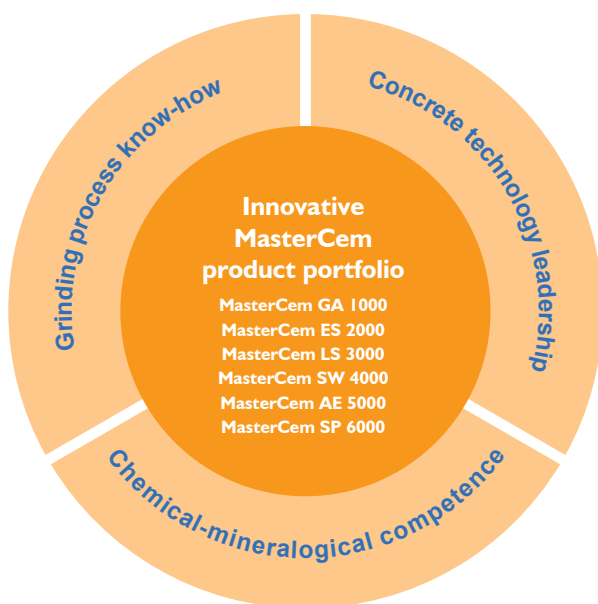 Grinding process know-how
Concrete technology leadership
Innovative
MasterCem
product portfolio
MasterCem GA 1000
MasterCem ES 2000
MasterCem LS 3000
MasterCem SW 4000
MasterCem AE 5000
MasterCem SP 6000
Chemical-mineralogical competence